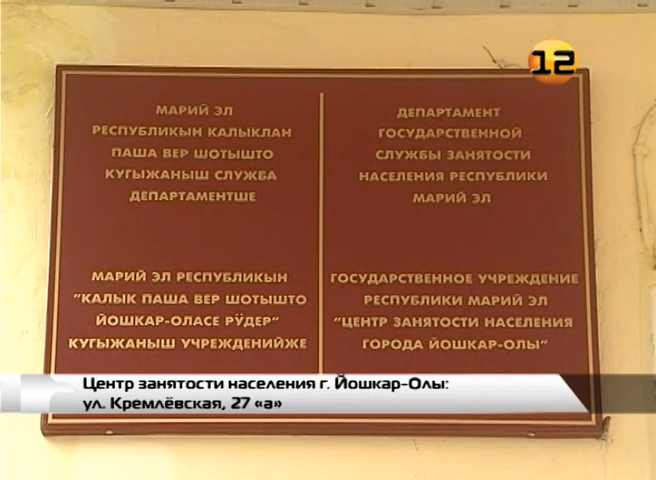 12
МАРИЙ ЭЛ
РЕСПУБЛИКЫН КАЛЫКЛАН
ПАША ВЕР ШОТЫШТО
КУГЫЖАНЫШ СЛУЖБА
ДЕПАРТАМЕНТШЕ
МАРИЙ ЭЛ РЕСПУБЛИКЫН
"КАЛЫК ПАША ВЕР ШОТЫШТО
ЙОШКАР-ОЛАСЕ РӰДЕР"
КУГЫЖАНЫШ УЧРЕЖДЕНИЙЖЕ
ДЕПАРТАМЕНТ
ГОСУДАРСТВЕННОЙ
СЛУЖБЫ ЗАНЯТОСТИ
НАСЕЛЕНИЯ РЕСПУБЛИКИ
МАРИЙ ЭЛ
ГОСУДАРСТВЕННОЕ УЧРЕЖДЕНИЕ
РЕСПУБЛИКИ МАРИЙ ЭЛ
"ЦЕНТР ЗАНЯТОСТИ НАСЕЛЕНИЯ
ГОРОДА ЙОШКАР-ОЛЫ"
Центр занятости населения г. Йошкар-Олы:
ул. Кремлёвская, 27 «а»